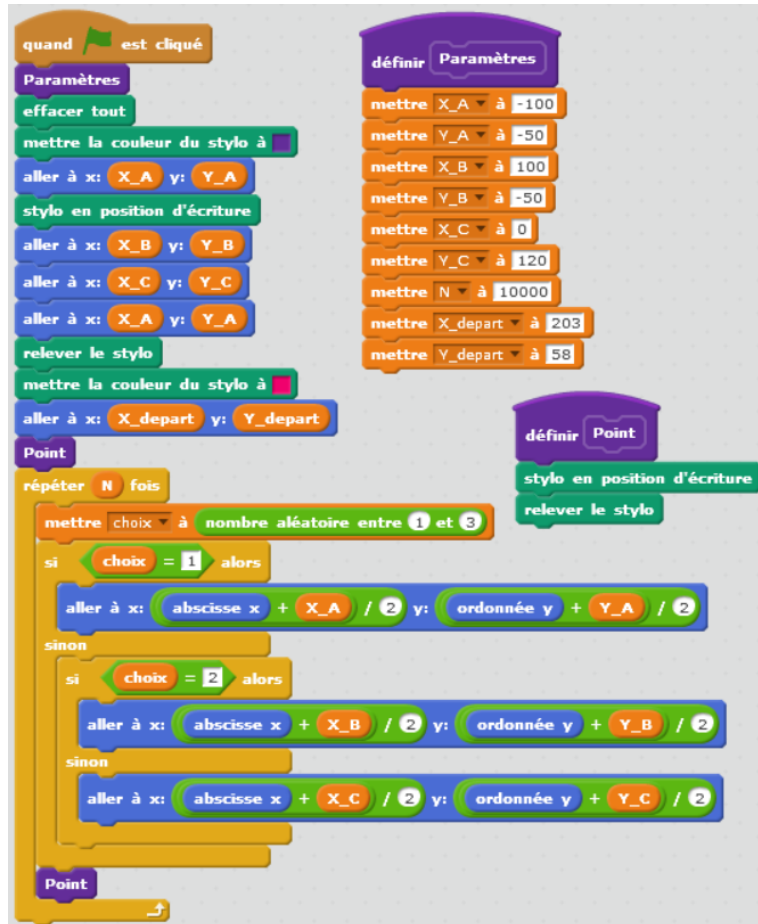 quand est cliqué
Paramètres
effacer tout
mettre la couleur du stylo à
aller à x: X_A y: Y_A
stylo en position d'écriture
aller à x: X_B y: Y_B
aller à x: X_C y: Y_C
aller à x: X_A y: Y_A
relever le stylo
mettre la couleur du stylo à
aller à x: X_depart y: Y_depart
Point
répéter N fois
mettre choix à nombre aléatoire entre 1 et 3
si choix = 1 alors
aller à x: abscisse x + X_A / 2 y: ordonnée y + Y_A / 2
sinon
si choix = 2 alors
aller à x: abscisse x + X_B / 2 y: ordonnée y + Y_B / 2
sinon
aller à x: abscisse x + X_C / 2 y: ordonnée y + Y_C / 2
Point
définir Paramètres
mettre X_A à -100
mettre Y_A à -50
mettre X_B à 100
mettre Y_B à -50
mettre X_C à 0
mettre Y_C à 120
mettre N à 10000
mettre X_depart à 203
mettre Y_depart à 58
définir Point
stylo en position d'écriture
relever le stylo